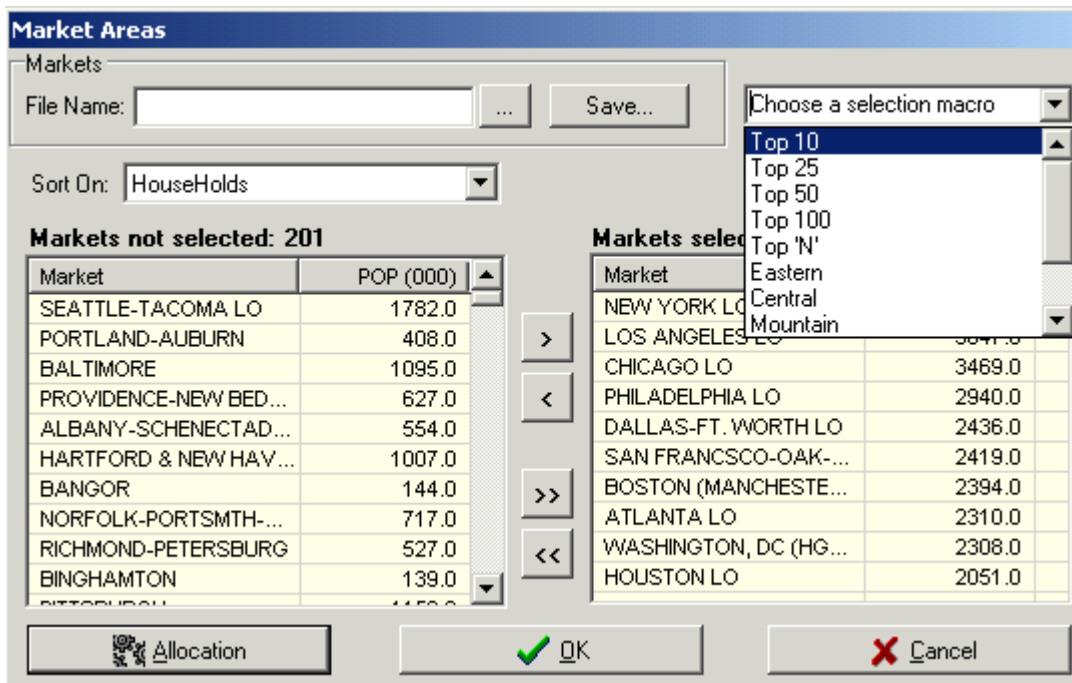 Market Areas
Markets
File Name:
...
Save...
Choose a selection macro
Top 10
Top 25
Top 50
Top 100
Top 'N'
Eastern
Central
Mountain
Sort On:
HouseHolds
Markets not selected: 201
Market POP (000)
SEATTLE-TACOMA LO 1782.0
PORTLAND-AUBURN 408.0
BALTIMORE 1095.0
PROVIDENCE-NEW BED... 627.0
ALBANY-SCHENECTAD... 554.0
HARTFORD & NEW HAV... 1007.0
BANGOR 144.0
NORFOLK-PORTSMTH-... 717.0
RICHMOND-PETERSBURG 527.0
BINGHAMTON 139.0
>
<
>>
<<
Markets selec
Market
NEW YORK LO
LOS ANGELES LO
CHICAGO LO 3469.0
PHILADELPHIA LO 2940.0
DALLAS-FT. WORTH LO 2436.0
SAN FRANCSCO-OAK-... 2419.0
BOSTON (MANCHESTE... 2394.0
ATLANTA LO 2310.0
WASHINGTON, DC (HG... 2308.0
HOUSTON LO 2051.0
Allocation
OK
Cancel